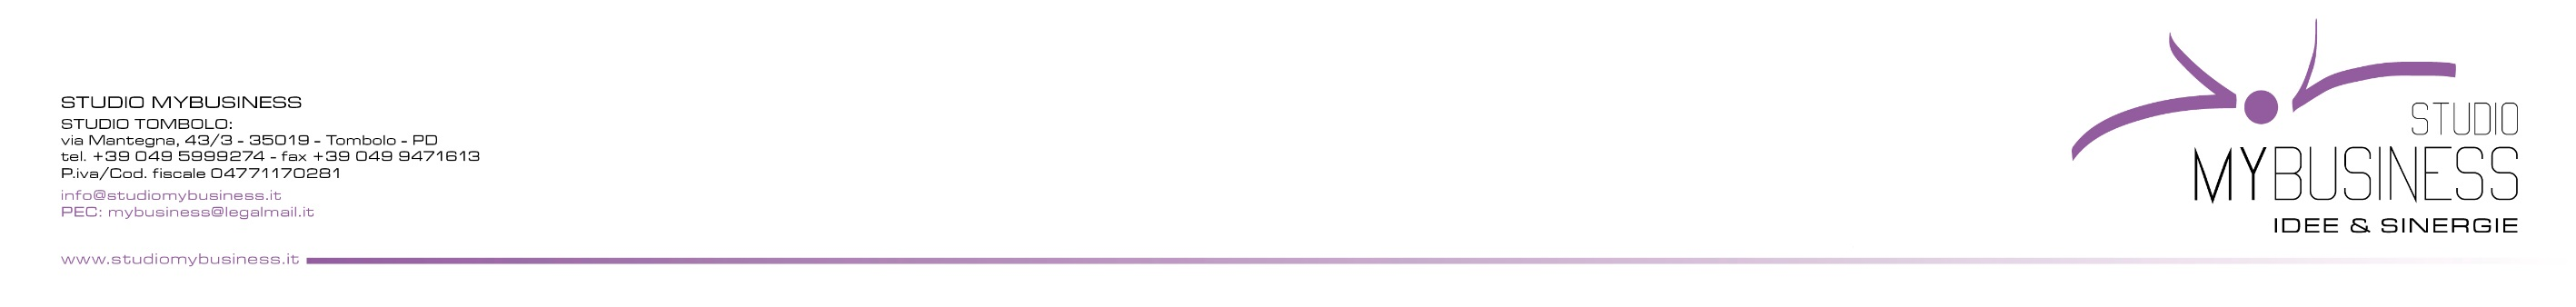 STUDIO MYBUSINESS
STUDIO TOMBOLO:
via Mantegna, 43/3 - 35019 - Tombolo - PD
tel. +39 049 5999274 - fax +39 049 9471613
P.iva/Cod. fiscale 04771170281
info@studiomybusiness.it
PEC: mybusiness@legalmail.it
www.studiomybusiness.it
STUDIO
MYBUSINESS
IDEE & SINERGIE